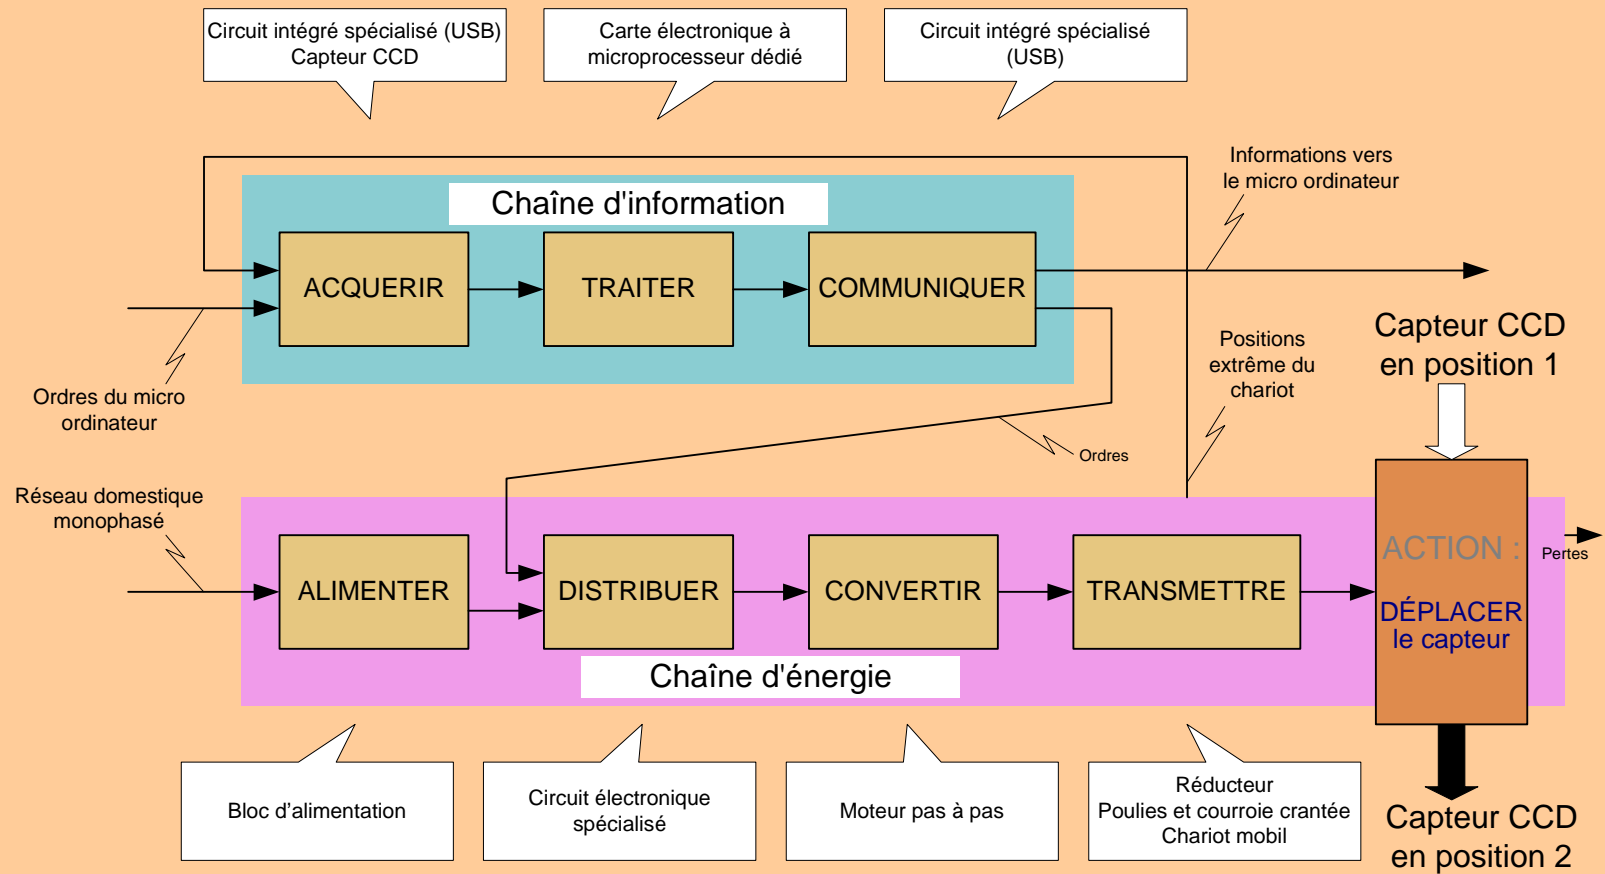 Circuit intégré spécialisé (USB)
Capteur CCD
Carte électronique à
microprocesseur dédié
Circuit intégré spécialisé
(USB)
Informations vers
le micro ordinateur
Chaîne d'information
ACQUERIR
TRAITER
COMMUNIQUER
Ordres du micro
ordinateur
Positions
extrême du
chariot
Capteur CCD
en position 1
Ordres
Réseau domestique
monophasé
ALIMENTER
DISTRIBUER
CONVERTIR
TRANSMETTRE
ACTION :
DÉPLACER
le capteur
Pertes
Chaîne d'énergie
Bloc d’alimentation
Circuit électronique
spécialisé
Moteur pas à pas
Réducteur
Poulies et courroie crantée
Chariot mobil
Capteur CCD
en position 2